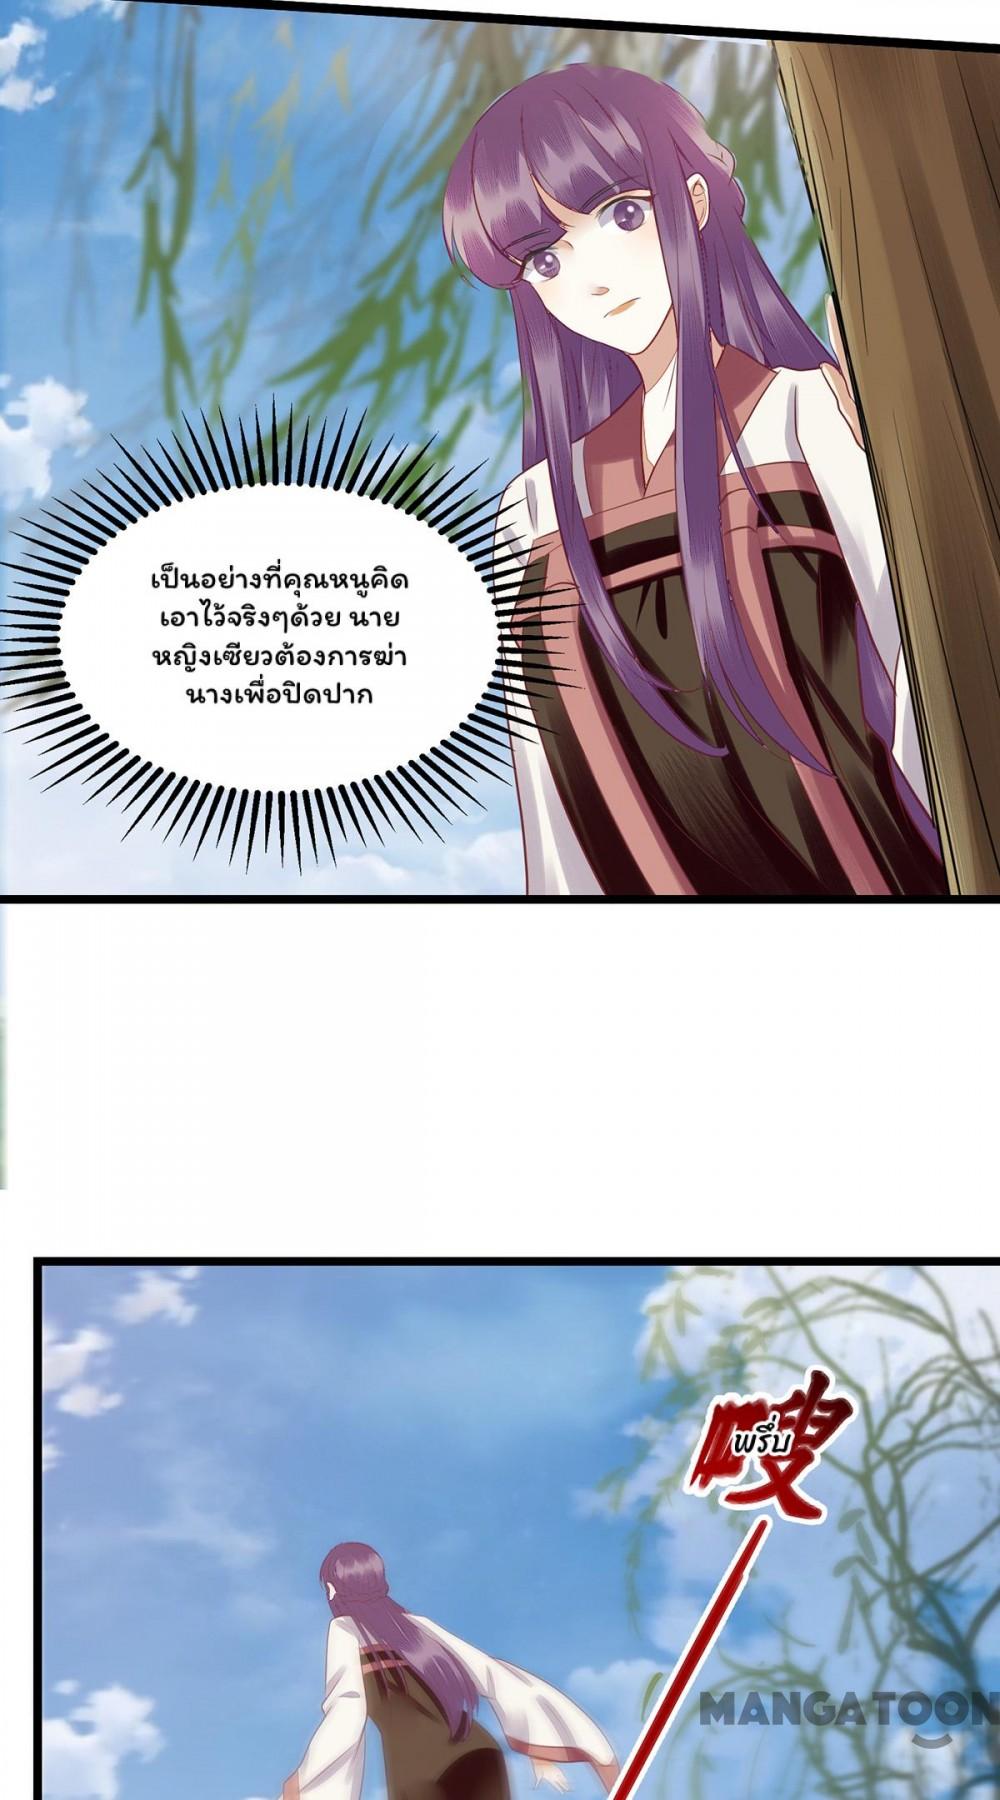 เป็นอย่างที่คุณหนูคิด
เอาไว้จริงๆด้วย นาย
หญิงเซียวต้องการฆ่า
นางเพื่อปิดปาก
嗖
พรึ่บ
MANGATOON